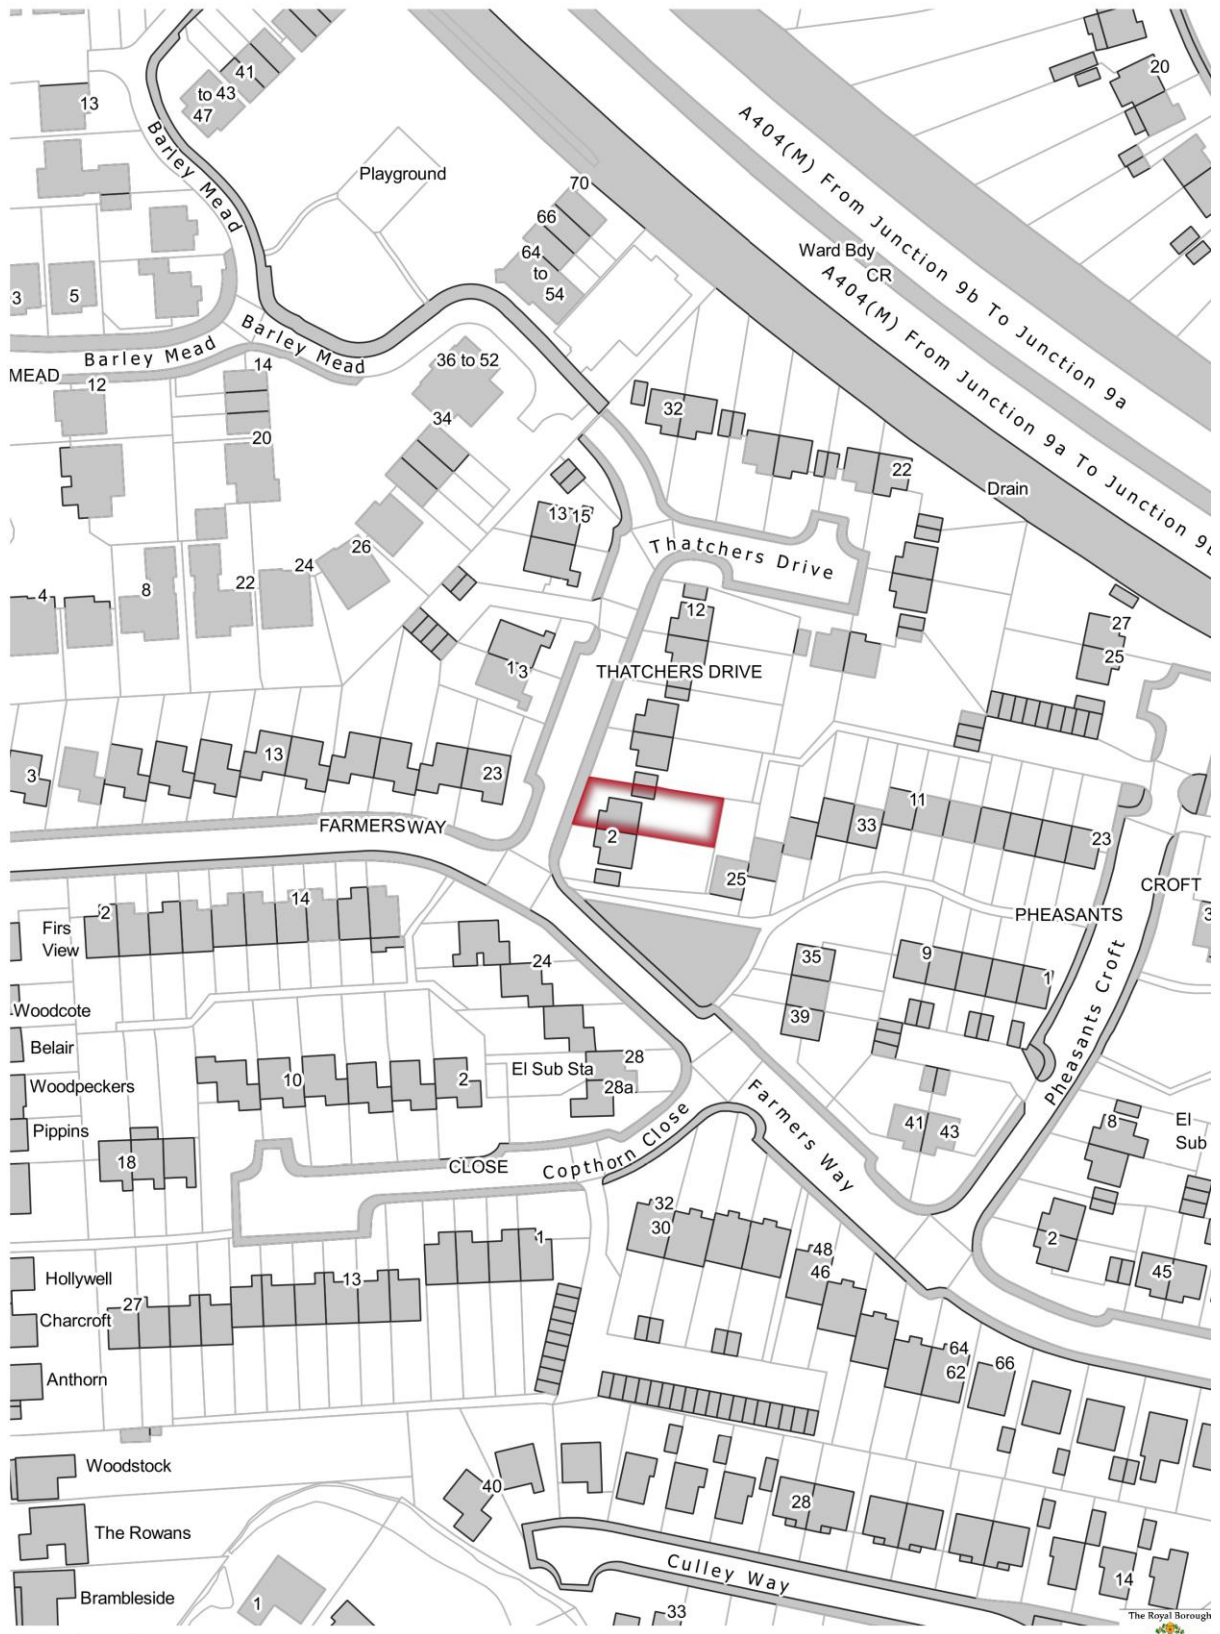 20
41
to 43
47
13
Barley Mead
Playground
A404(M) From Junction 9b To Junction 9a
70
66
64
to
54
Ward Bdy
CR
A404(M) From Junction 9a To Junction 9b
3
5
Barley Mead
Barley Mead
MEAD
12
14
36 to 52
34
32
20
22
Drain
13
15
Thatchers Drive
26
24
22
8
4
12
27
25
13
THATCHERS DRIVE
3
13
23
11
33
23
FARMERSWAY
2
25
CROFT
2
14
PHEASANTS
3
Firs
View
24
35
9
1
Woodcote
39
Pheasants Croft
Belair
El Sub Sta
28
28a
10
2
Woodpeckers
Farmers Way
Pippins
41
43
8
El
Sub
18
CLOSE
Copthorn Close
32
30
1
48
46
2
45
Hollywell
13
27
Charcroft
64
62
66
Anthorn
Woodstock
40
28
The Rowans
Culley Way
14
Brambleside
1
33
The Royal Borough